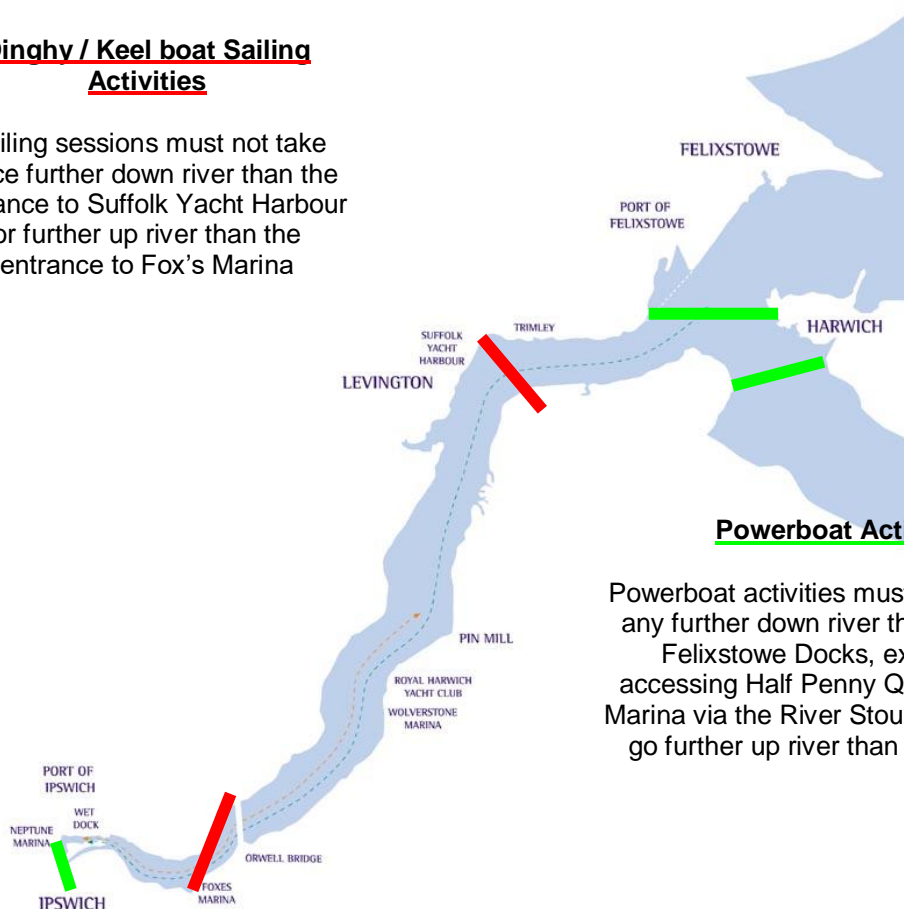 Dinghy / Keel boat Sailing
Activities
iling sessions must not take
ce further down river than the
ance to Suffolk Yacht Harbour
or further up river than the
entrance to Fox’s Marina
FELIXSTOWE
PORT OF
FELIXSTOWE
HARWICH
TRIMLEY
SUFFOLK
YACHT
HARBOUR
LEVINGTON
Powerboat Act
Powerboat activities must
any further down river th
Felixstowe Docks, ex
accessing Half Penny Q
Marina via the River Stou
go further up river than
PIN MILL
ROYAL HARWICH
YACHT CLUB
WOLVERSTONE
MARINA
PORT OF
IPSWICH
WET
DOCK
NEPTUNE
MARINA
ORWELL BRIDGE
FOXES
MARINA
IPSWICH